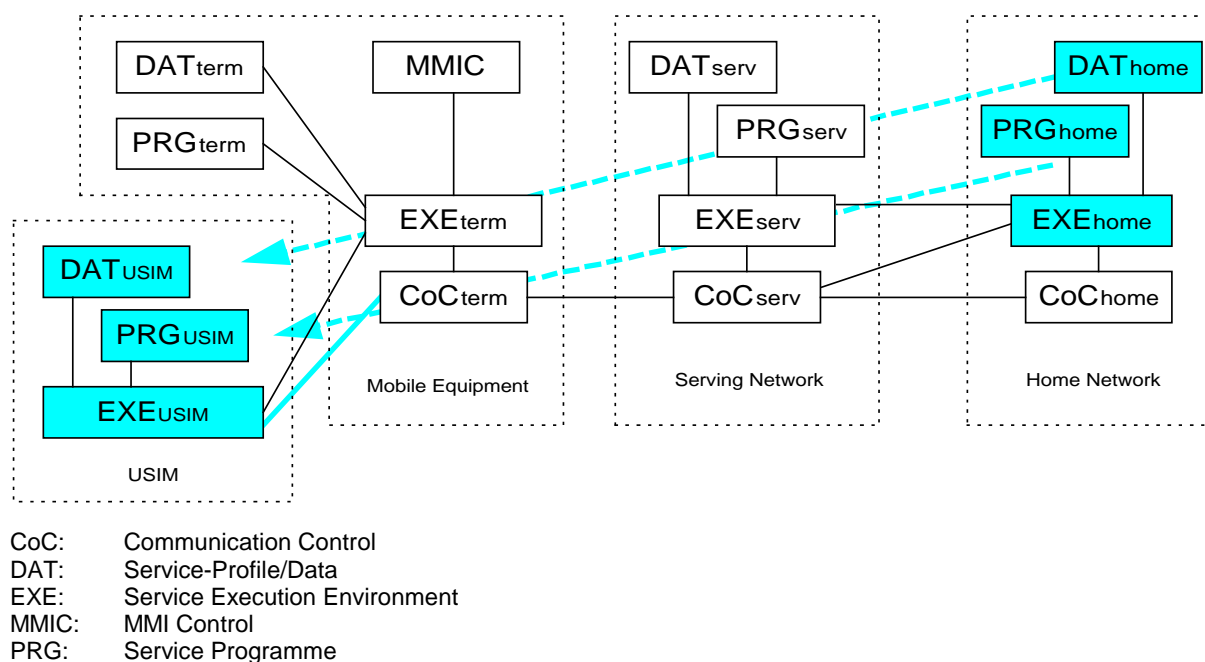 DATterm
MMIC
DATserv
DAThome
PRGterm
PRGserv
PRGhome
EXEterm
EXEserv
EXEhome
DATUSIM
CoCterm
CoCserv
CoChome
PRGUSIM
Mobile Equipment
Serving Network
Home Network
EXEUSIM
USIM
CoC: Communication Control
DAT: Service-Profile/Data
EXE: Service Execution Environment
MMIC: MMI Control
PRG: Service Programme